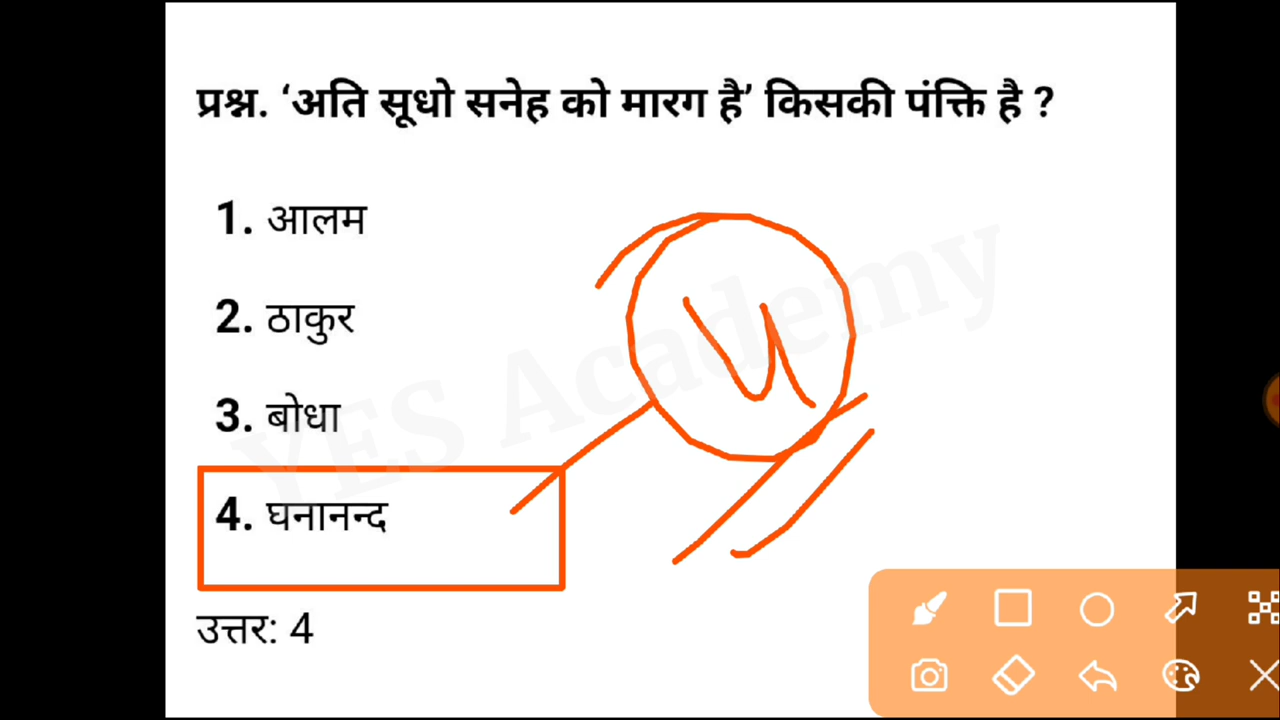 प्रश्न. ‘अति सूधो सनेह को मारग है’ किसकी पंक्ति है ?
1. आलम
2. ठाकुर
3. बोधा
4. घनानन्द
उत्तर: 4
YES Academy